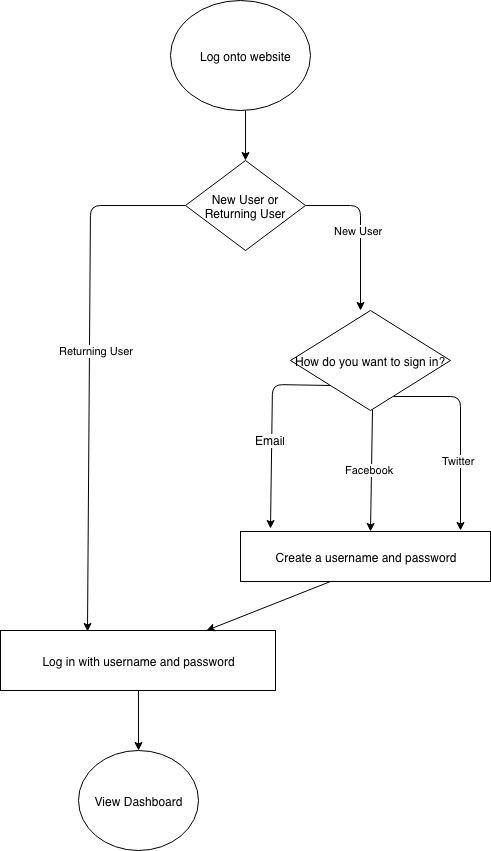 Log onto website
New User or
Returning User
New User
Returning User
How do you want to sign in?
Email
Facebook
Twitter
Create a username and password
Log in with username and password
View Dashboard